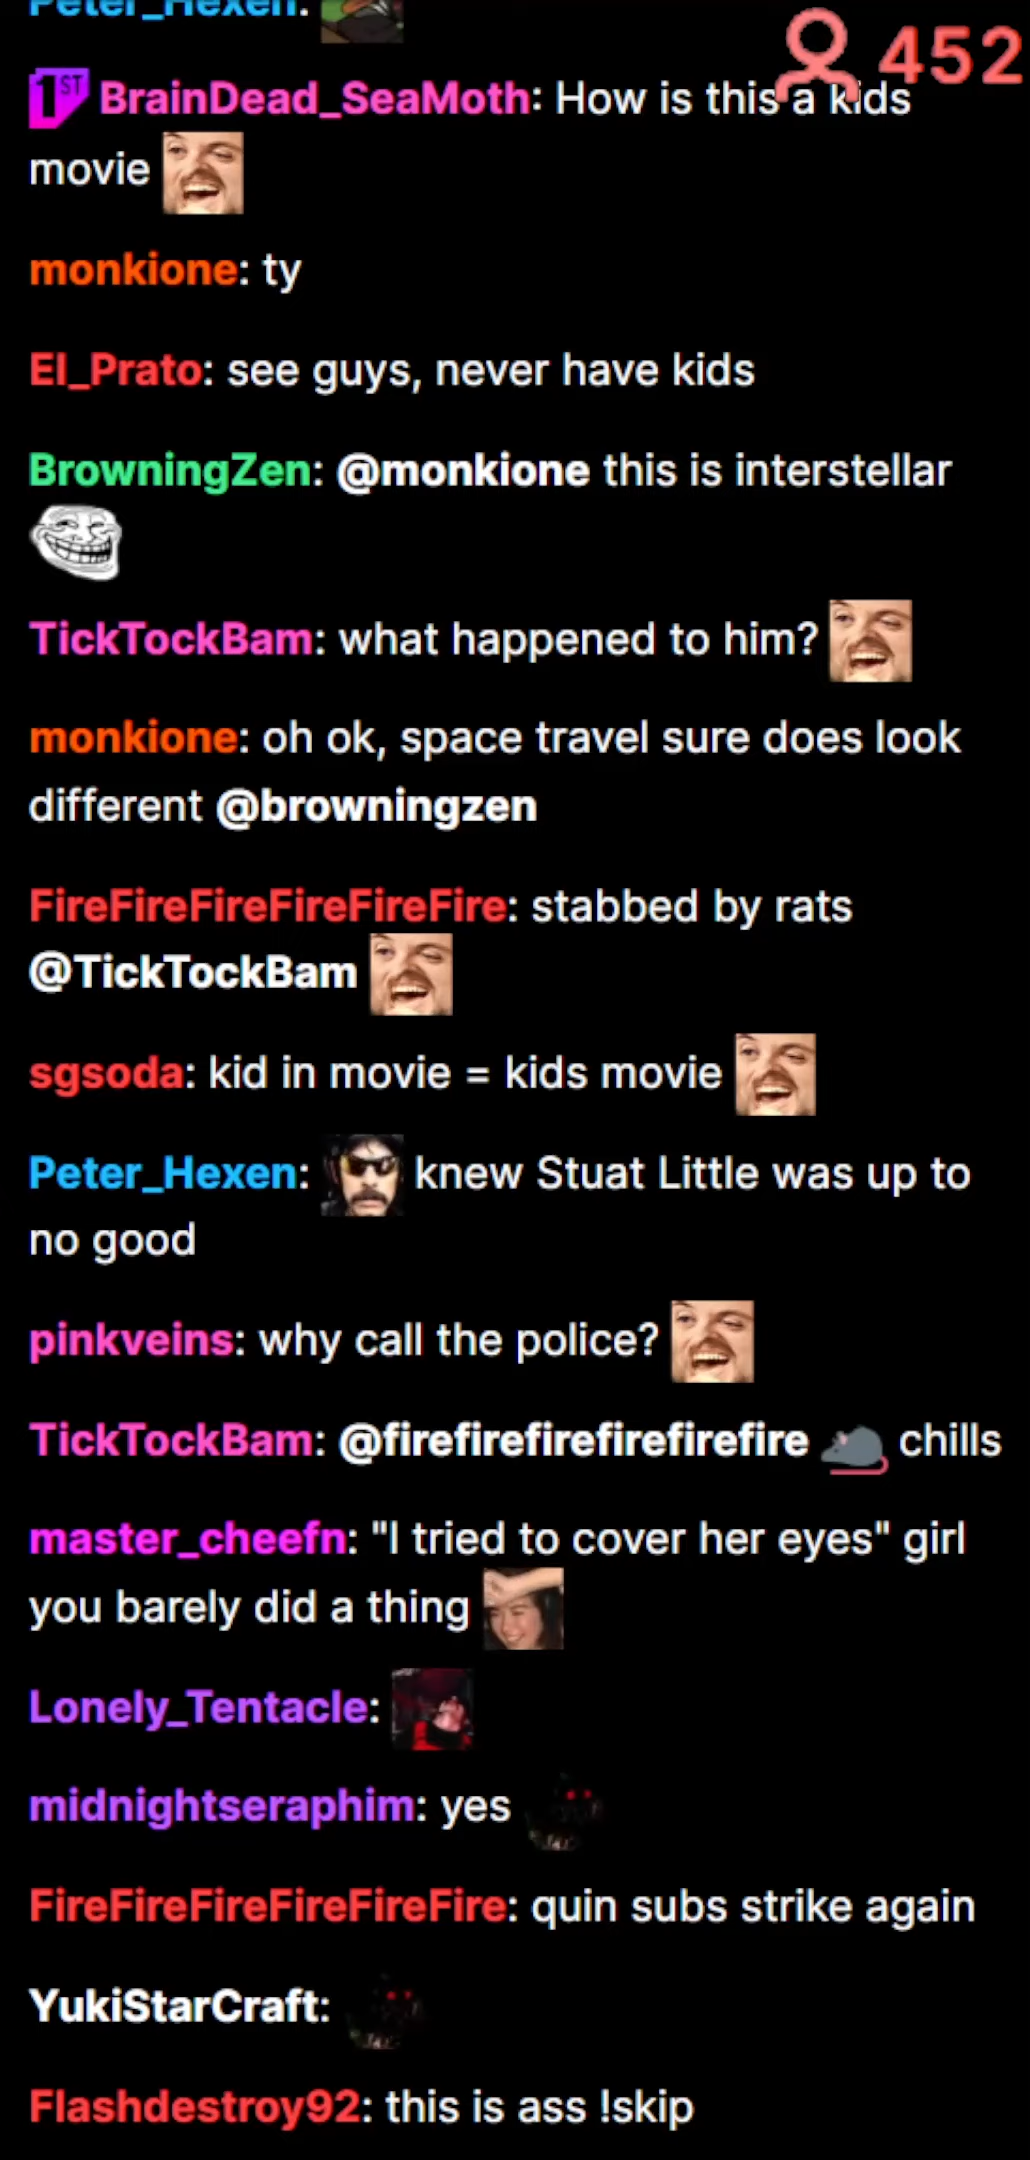 Peter_Hexen:
452
1ST BrainDead_SeaMoth: How is this a kids
movie
monkione: ty
El_Prato: see guys, never have kids
BrowningZen: @monkione this is interstellar
TickTockBam: what happened to him?
monkione: oh ok, space travel sure does look
different @browningzen
FireFireFireFireFireFire: stabbed by rats
@TickTockBam
sgsoda: kid in movie = kids movie
Peter_Hexen: knew Stuat Little was up to
no good
pinkveins: why call the police?
TickTockBam: @firefirefirefirefirefire chills
master_cheefn: "I tried to cover her eyes" girl
you barely did a thing
Lonely_Tentacle:
midnightseraphim: yes
FireFireFireFireFireFire: quin subs strike again
YukiStarCraft:
Flashdestroy92: this is ass !skip